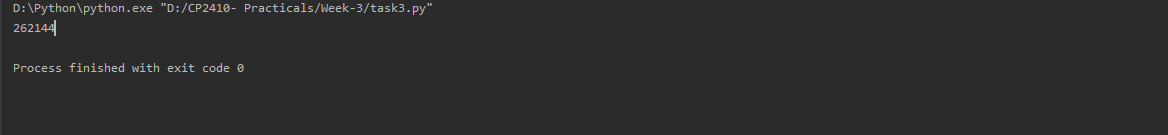 D:\Python\python.exe "D:/CP2410- Practicals/Week-3/task3.py"
262144
Process finished with exit code 0